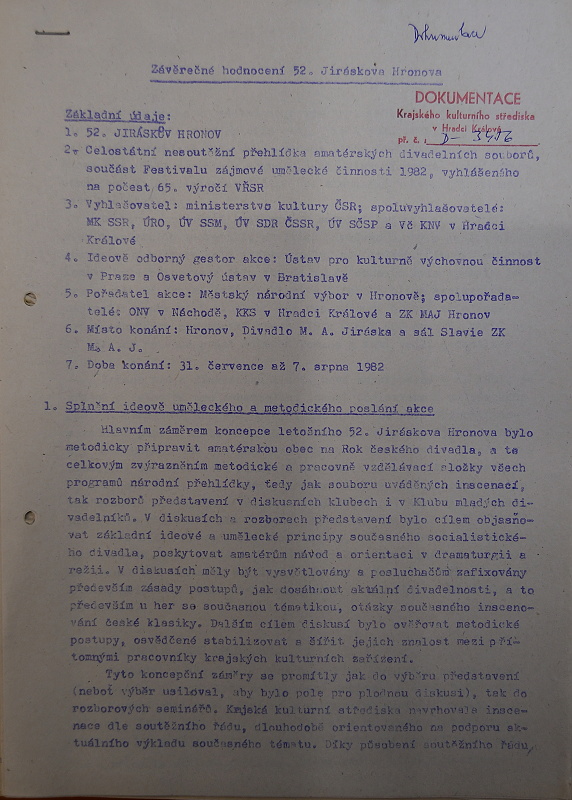 Dokumentace
Závěrečné hodnocení 52. Jiráskova Hronova
DOKUMENTACE
Krajského kulturního střediska
v Hradci Králové
př. č.: D- 3476
Základní údaje:
1. 52. JIRÁSKŮV HRONOV
2. Celostátní nesoutěžní přehlídka amatérských divadelních souborů,
součást Festivalu zájmové umělecké činnosti 1982, vyhlášeného
na počest 65. výročí VŘSR
3. Vyhlašovatel: ministerstvo kultury ČSR; spoluvyhlašovatelé:
MK SSR, ÚRO, ÚV SSM, ÚV SDR ČSSR, ÚV SČSP a Vč KNV v Hradci
Králové
4. Ideově odborný gestor akce: Ústav pro kulturně výchovnou činnost
v Praze a Osvetový ústav v Bratislavě
5. Pořadatel akce: Městský národní výbor v Hronově; spolupořada-
telé: ONV v Náchodě, KKS v Hradci Králové a ZK MAJ Hronov
6. Místo konání: Hronov, Divadlo M. A. Jiráska a sál Slavie ZK
M. A. J.
7. Doba konání: 31. července až 7. srpna 1982
1. Splnění ideově uměleckého a metodického poslání akce
Hlavním záměrem koncepce letošního 52. Jiráskova Hronova bylo
metodicky připravit amatérskou obec na Rok českého divadla, a to
celkovým zvýrazněním metodické a pracovně vzdělávací složky všech
programů národní přehlídky, tedy jak souboru uváděných inscenací,
tak rozborů představení v diskusních klubech i v Klubu mladých di-
vadelníků. V diskusích a rozborech představení bylo cílem objasňo-
vat základní ideové a umělecké principy současného socialistické-
ho divadla, poskytovat amatérům návod a orientaci v dramaturgii a
režii. V diskusích měly být vysvětlovány a posluchačům zafixovány
především zásady postupů, jak dosáhnout aktuální divadelnosti, a to
především u her se současnou tématikou, otázky současného insceno-
vání české klasiky. Dalším cílem diskusí bylo ověřovat metodické
postupy, osvědčené stabilizovat a šířit jejich znalost mezi pří-
tomnými pracovníky krajských kulturních zařízení.
Tyto koncepční záměry se promítly jak do výběru představení
(neboť výběr usiloval, aby bylo pole pro plodnou diskusi), tak do
rozborových seminářů. Krajská kulturní střediska navrhovala insce-
nace dle soutěžního řádu, dlouhodobě orientovaného na podporu ak-
tuálního výkladu současného tématu. Díky působení soutěžního řádu,